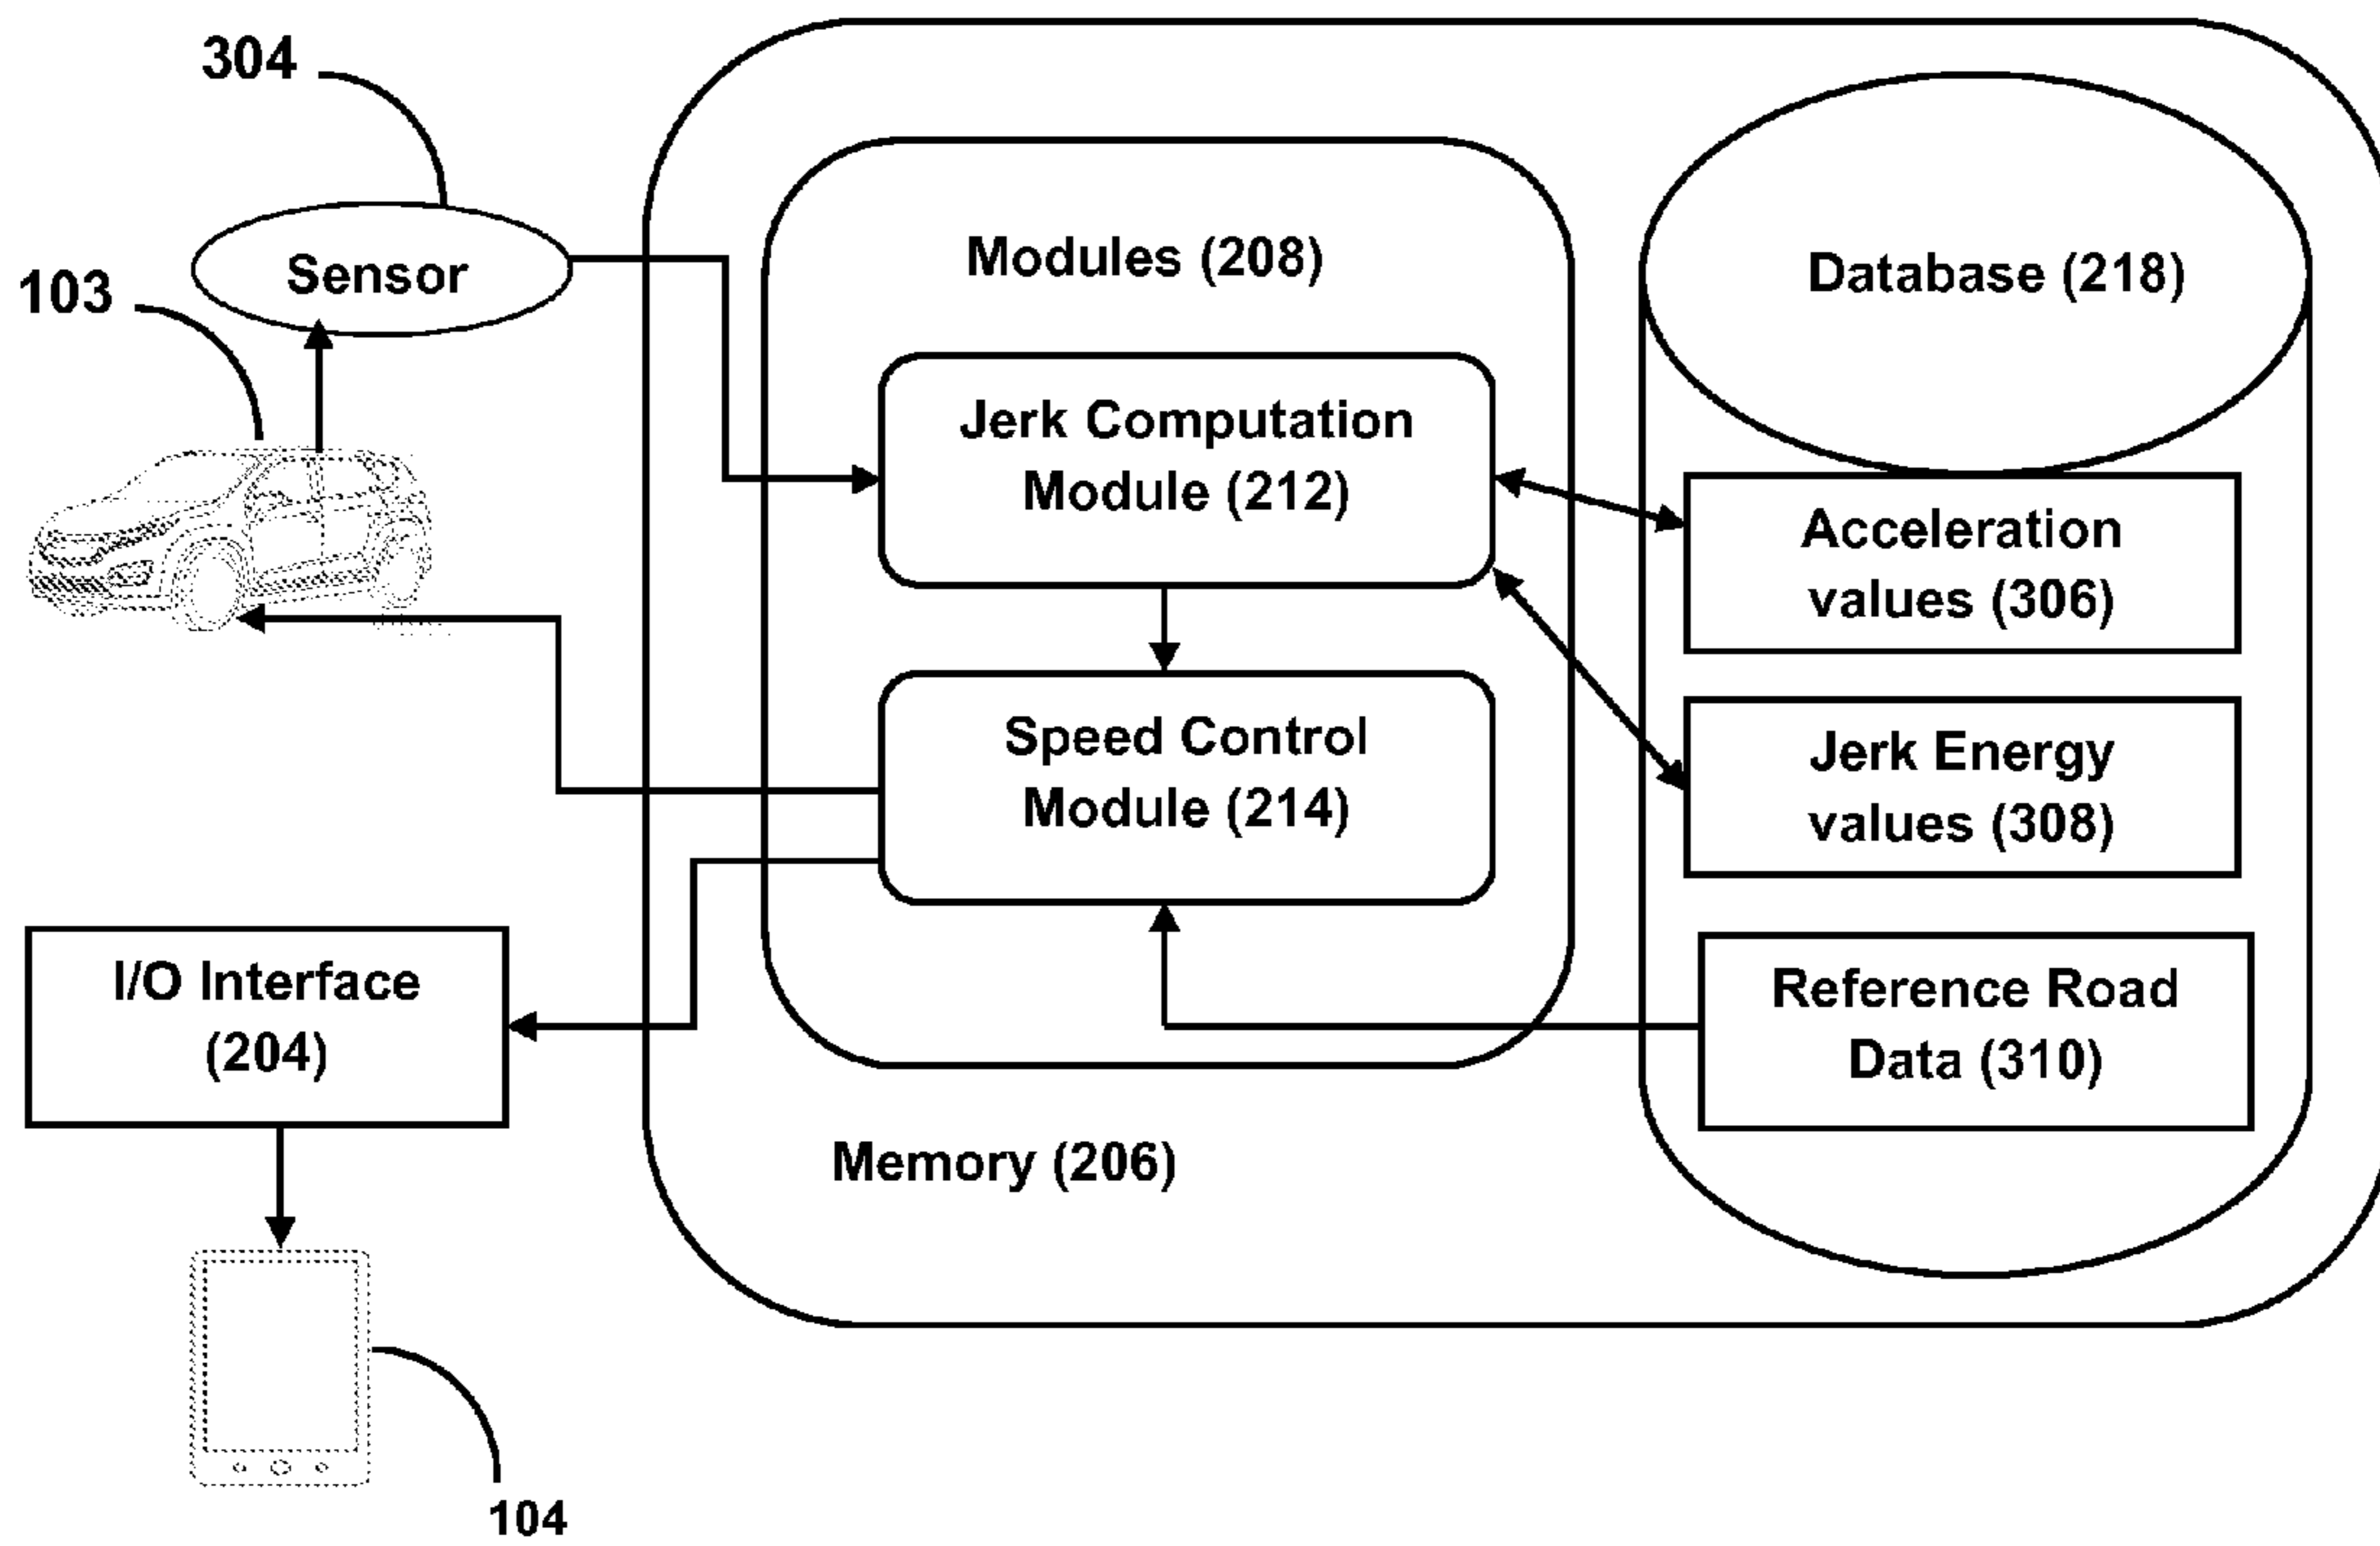 304
103
Sensor
Modules (208)
Database (218)
Jerk Computation
Module (212)
Acceleration
values (306)
Speed Control
Module (214)
Jerk Energy
values (308)
I/O Interface
(204)
Reference Road
Data (310)
Memory (206)
104